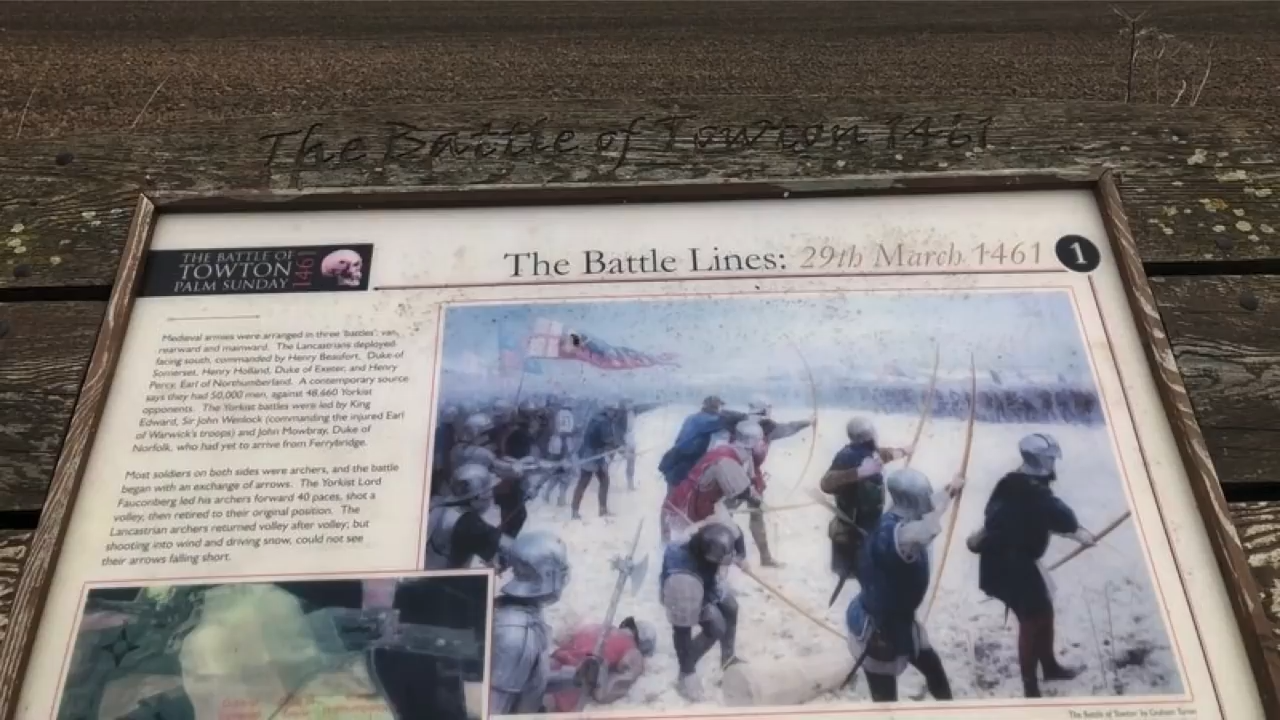 The Battle of Towton 1461
THE BATTLE OF
TOWTON
PALM SUNDAY
1461
The Battle Lines: 29th March 1461
1
Medieval armies were arranged in three 'battles': van,
rearward and mainward. The Lancastrians deployed
facing south, commanded by Henry Beaufort, Duke of
Somerset, Henry Holland, Duke of Exeter, and Henry
Percy, Earl of Northumberland. A contemporary source
says they had 50,000 men, against 48,660 Yorkist
opponents. The Yorkist battles were led by King
Edward, Sir John Wenlock (commanding the injured Earl
of Warwick's troops) and John Mowbray, Duke of
Norfolk, who had yet to arrive from Ferrybridge.
Most soldiers on both sides were archers, and the battle
began with an exchange of arrows. The Yorkist Lord
Fauconberg led his archers forward 40 paces, shot a
volley, then retired to their original position. The
Lancastrian archers returned volley after volley; but
shooting into wind and driving snow, could not see
their arrows falling short.
The Battle of Towton by Graham Turner